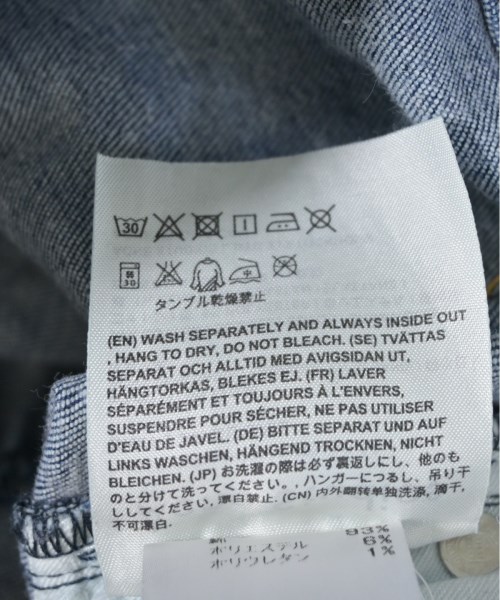 30
弱
30
中
タンブル乾燥禁止
(EN) WASH SEPARATELY AND ALWAYS INSIDE OUT
, HANG TO DRY, DO NOT BLEACH. (SE) TVÄTTAS
SEPARAT OCH ALLTID MED AVIGSIDAN UT,
HÄNGTORKAS, BLEKES EJ. (FR) LAVER
SÉPARÉMENT ET TOUJOURS À L'ENVERS,
SUSPENDRE POUR SÉCHER, NE PAS UTILISER
D'EAU DE JAVEL. (DE) BITTE SEPARAT UND AUF
LINKS WASCHEN, HÄNGEND TROCKNEN, NICHT
BLEICHEN. (JP) お洗濯の際は必ず裏返しにし、他のも
のと分けて洗ってください。, ハンガーにつるし、吊り干
ししてください, 漂白禁止. (CN) 内外翻转单独洗涤, 滴干,
不可漂白.
綿 93%
ポリエステル 6%
ポリウレタン 1%